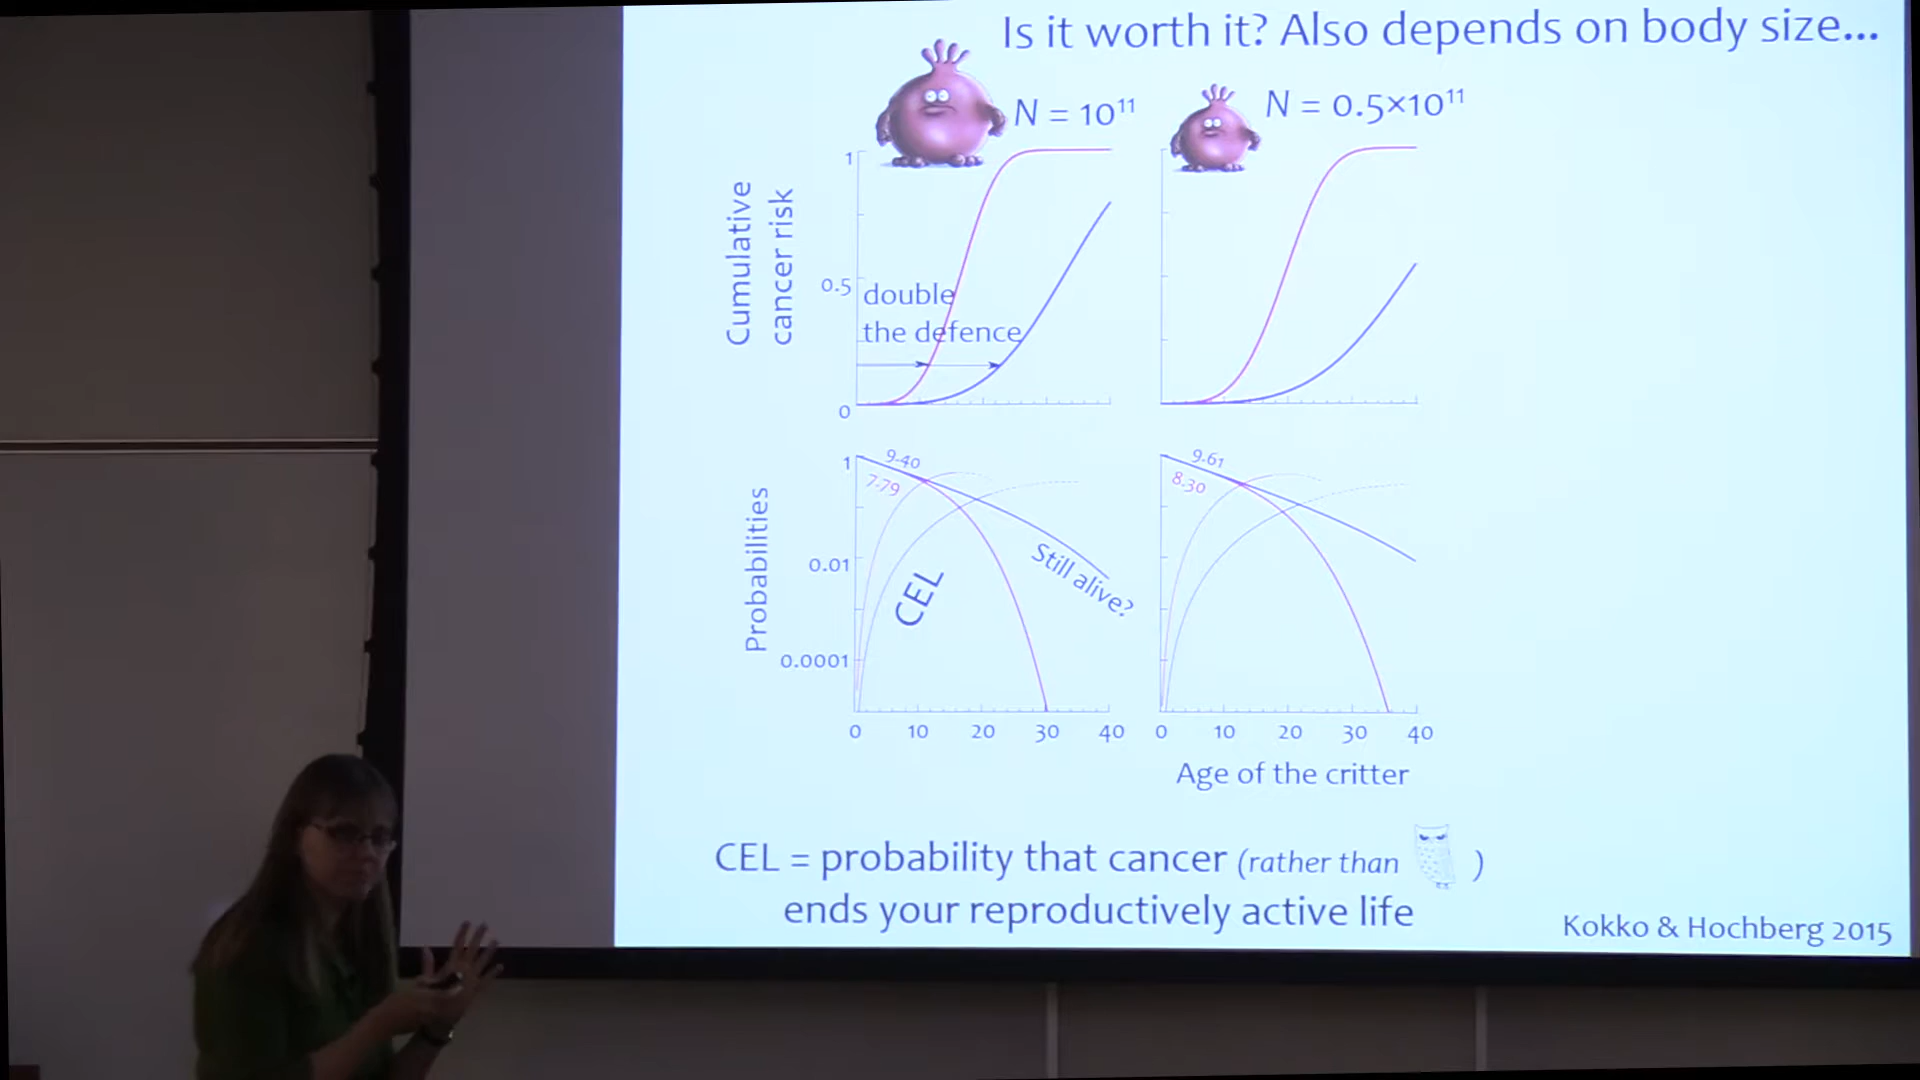 Is it worth it? Also depends on body size...
N = 10¹¹
N = 0.5×10¹¹
Cumulative
cancer risk
1
0.5
0
double
the defence
Probabilities
1
0.01
0.0001
9.40
7.79
CEL
Still alive?
9.61
8.30
0 10 20 30 40
0 10 20 30 40
Age of the critter
CEL = probability that cancer (rather than )
ends your reproductively active life
Kokko & Hochberg 2015